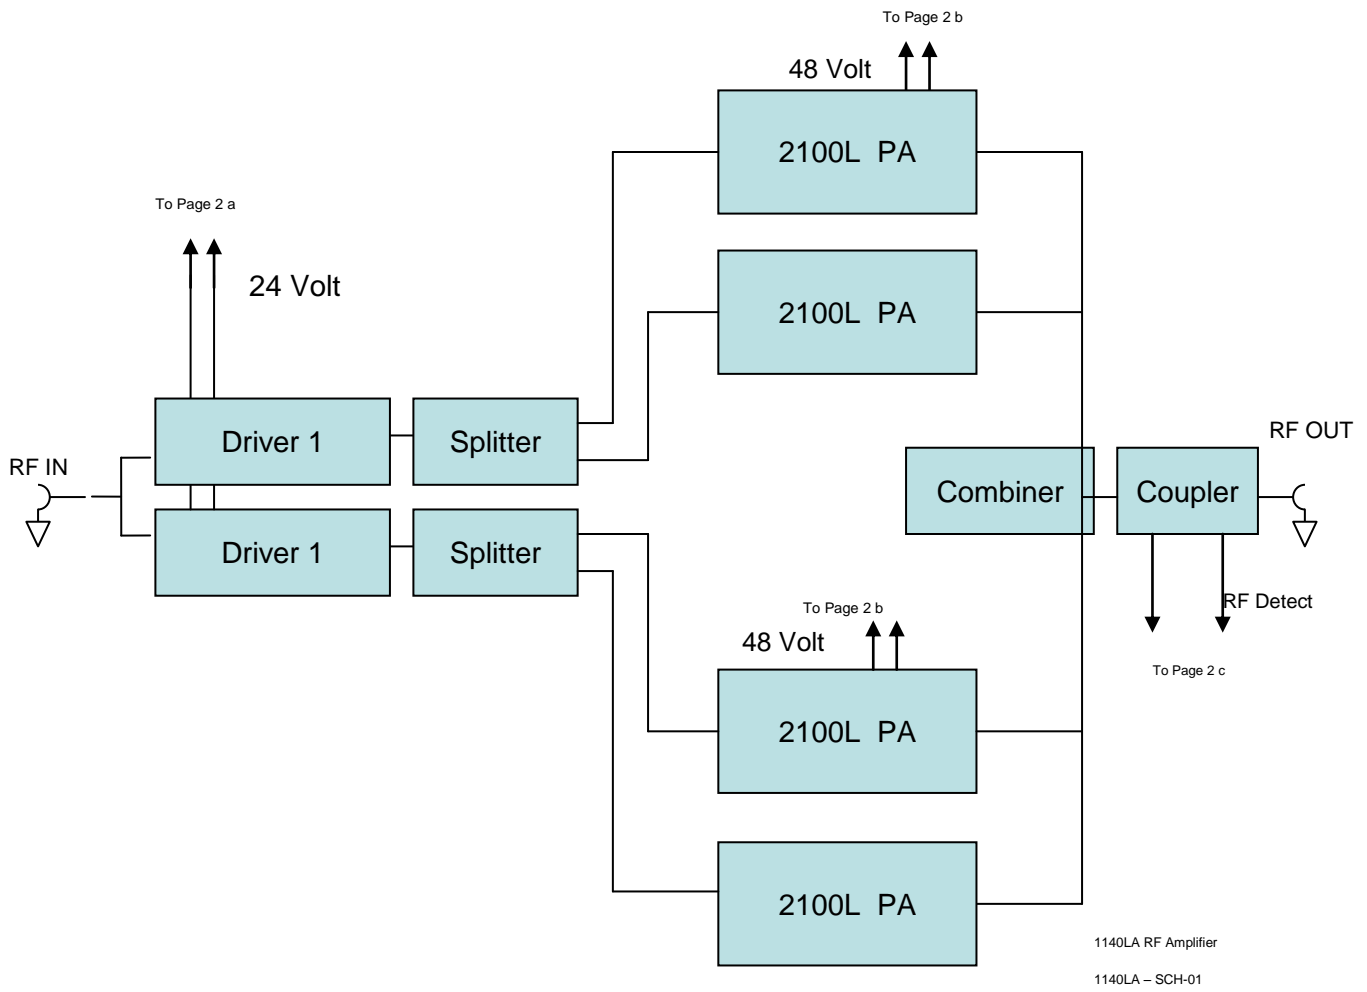 To Page 2 b
48 Volt
2100L PA
To Page 2 a
24 Volt
2100L PA
Driver 1
Splitter
RF IN
RF OUT
Combiner
Coupler
Driver 1
Splitter
RF Detect
To Page 2 b
48 Volt
To Page 2 c
2100L PA
2100L PA
1140LA RF Amplifier
1140LA – SCH-01